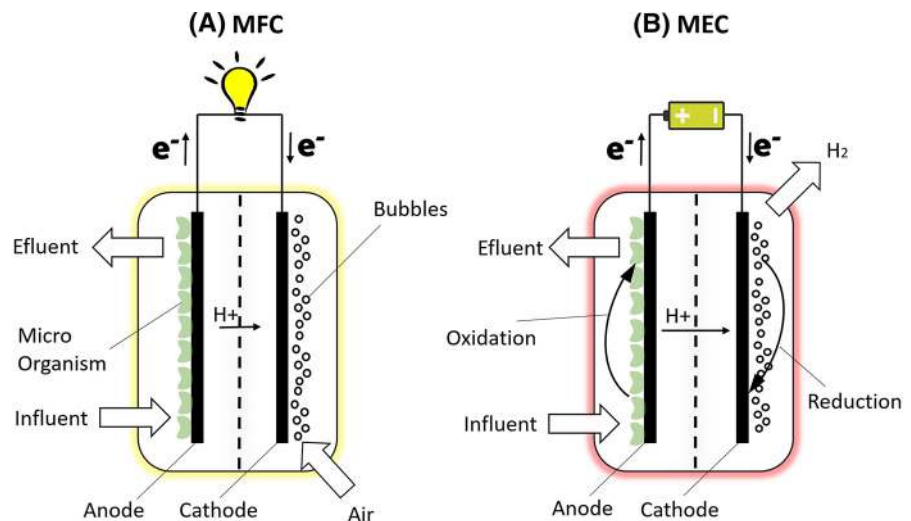 (A) MFC
e-
e-
Bubbles
Efluent
H+
Micro
Organism
Influent
Anode
Cathode
Air
(B) MEC
+ -
e-
e-
H2
Efluent
H+
Oxidation
Reduction
Influent
Anode
Cathode